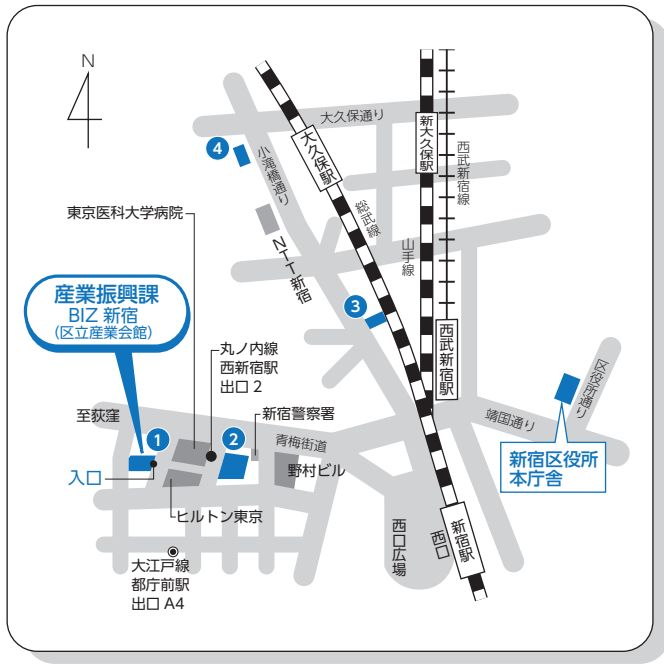 N
大久保通り
大久保駅
新大久保駅
西武新宿線
4
小滝橋通り
東京医科大学病院
総武線
山手線
NTT新宿
産業振興課
BIZ 新宿
(区立産業会館)
3
西武新宿駅
丸ノ内線
西新宿駅
出口 2
区役所通り
至荻窪
新宿警察署
靖国通り
1
2
青梅街道
入口
野村ビル
新宿区役所
本庁舎
ヒルトン東京
西口広場
西口
新宿駅
大江戸線
都庁前駅
出口 A4